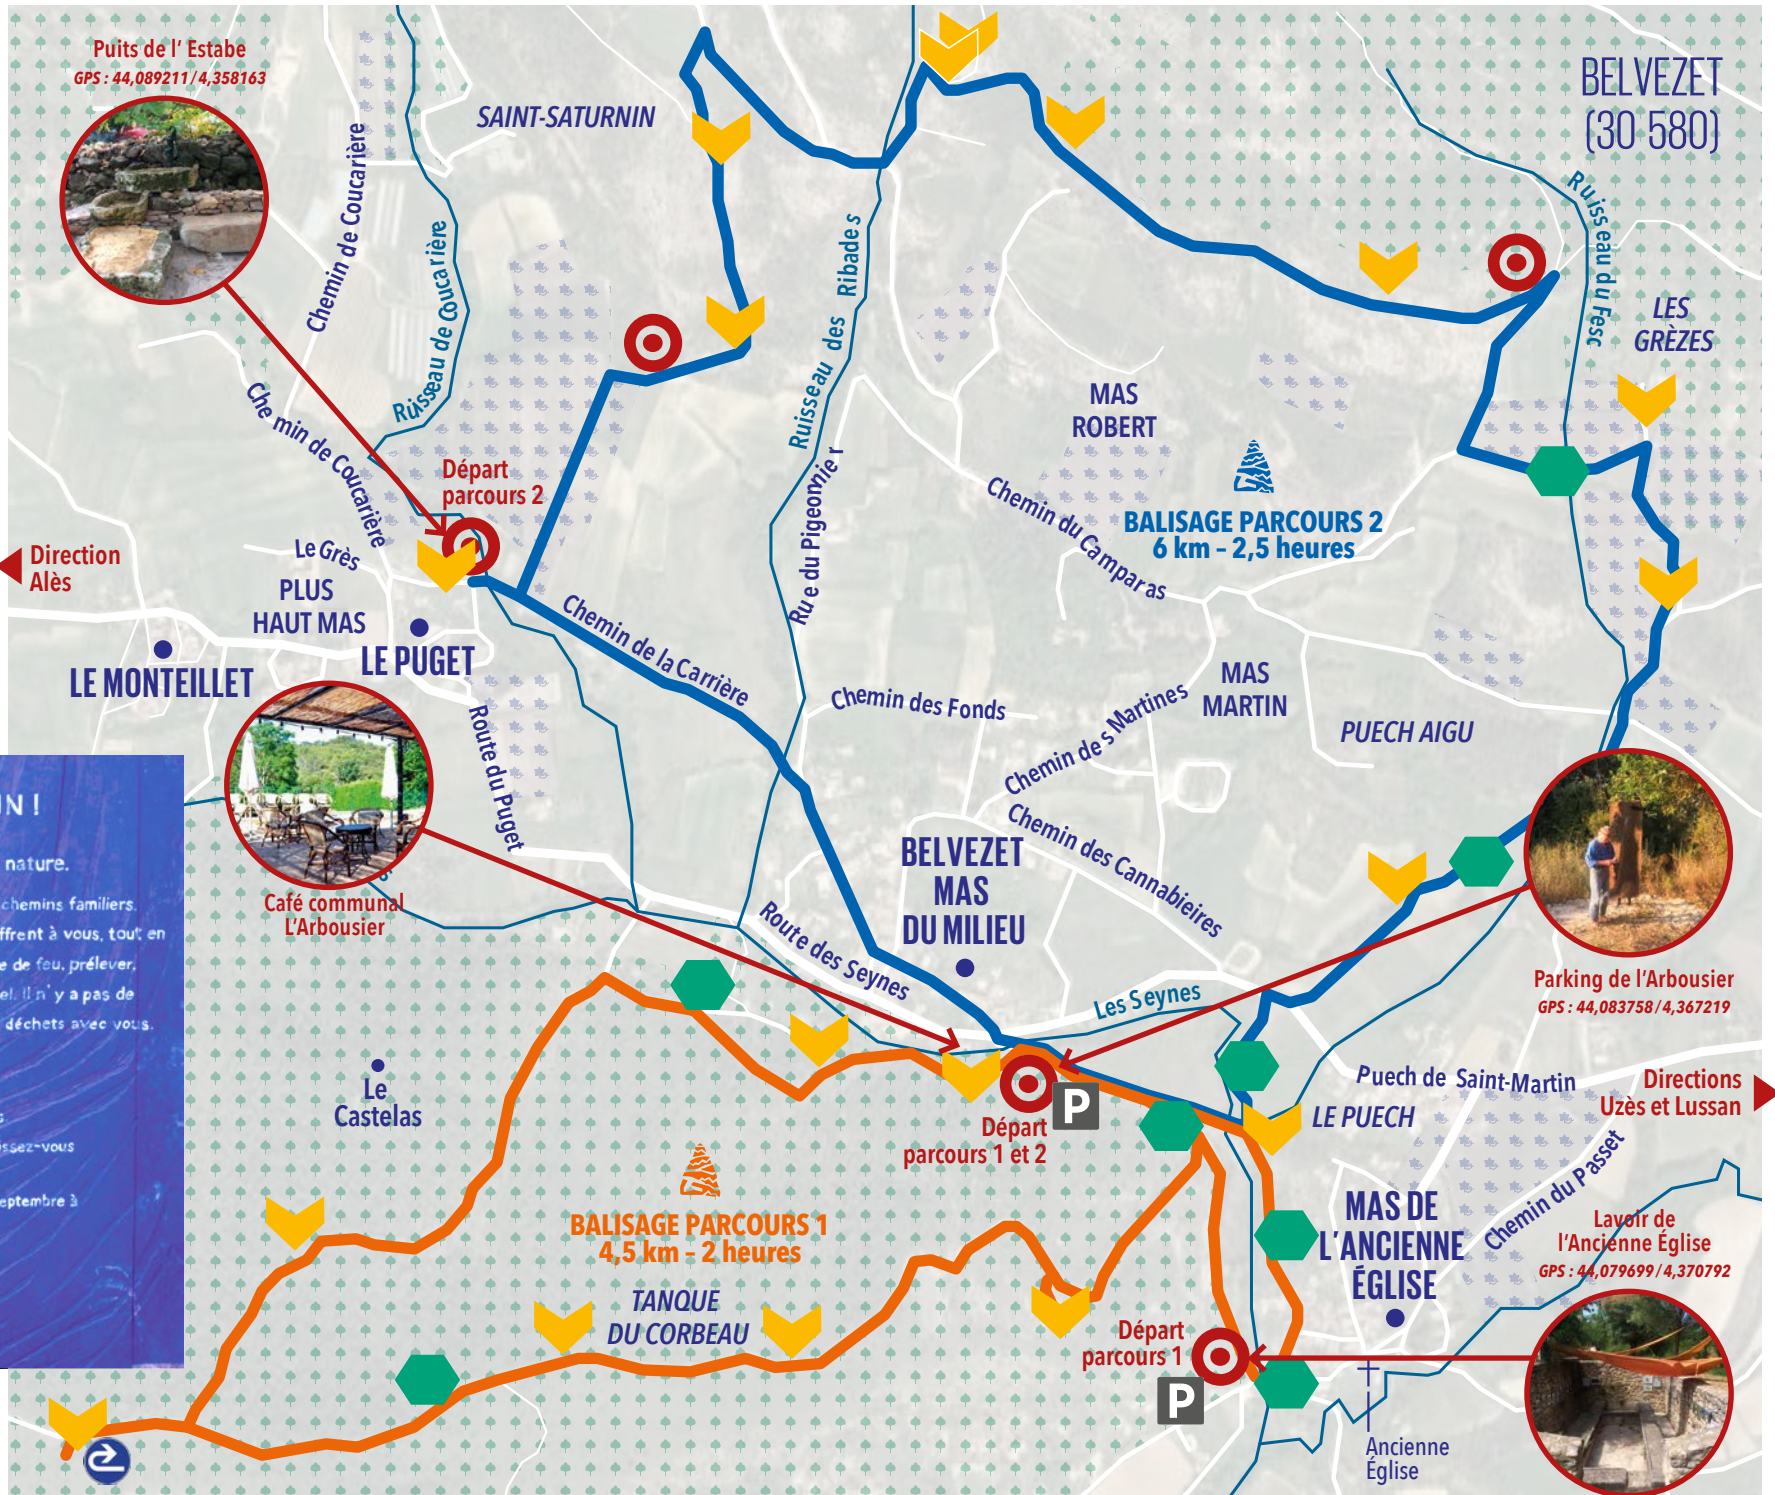 Puits de l' Estabe
GPS : 44,089211 / 4,358163
SAINT-SATURNIN
BELVEZET
(30 580)
Chemin de Coucarière
Ruisseau de Coucarière
Ruisseau des Ribades
Ruisseau du Fesc
LES
GRÈZES
Chemin de Coucarière
MAS
ROBERT
Départ
parcours 2
Chemin du Camparas
BALISAGE PARCOURS 2
6 km – 2,5 heures
Rue du Pigeonnier
Direction
Alès
Le Grès
PLUS
HAUT MAS
LE PUGET
LE MONTEILLET
Chemin de la Carrière
Chemin des Fonds
Chemin des Martines
MAS
MARTIN
PUECH AIGU
Route du Puget
Chemin des Cannabieires
BELVEZET
MAS
DU MILIEU
N !
nature.
chemins familiers.
ffrent à vous, tout en
e de feu, prélever,
el. Il n'y a pas de
déchets avec vous.
s
issez-vous
eptembre à
Café communal
L'Arbousier
Route des Seynes
Les Seynes
Parking de l'Arbousier
GPS : 44,083758 / 4,367219
Le
Castelas
P
Départ
parcours 1 et 2
Puech de Saint-Martin
LE PUECH
Directions
Uzès et Lussan
Chemin du Passet
BALISAGE PARCOURS 1
4,5 km – 2 heures
MAS DE
L'ANCIENNE
ÉGLISE
Lavoir de
l'Ancienne Église
GPS : 44,079699 / 4,370792
TANQUE
DU CORBEAU
Départ
parcours 1
P
Ancienne
Église